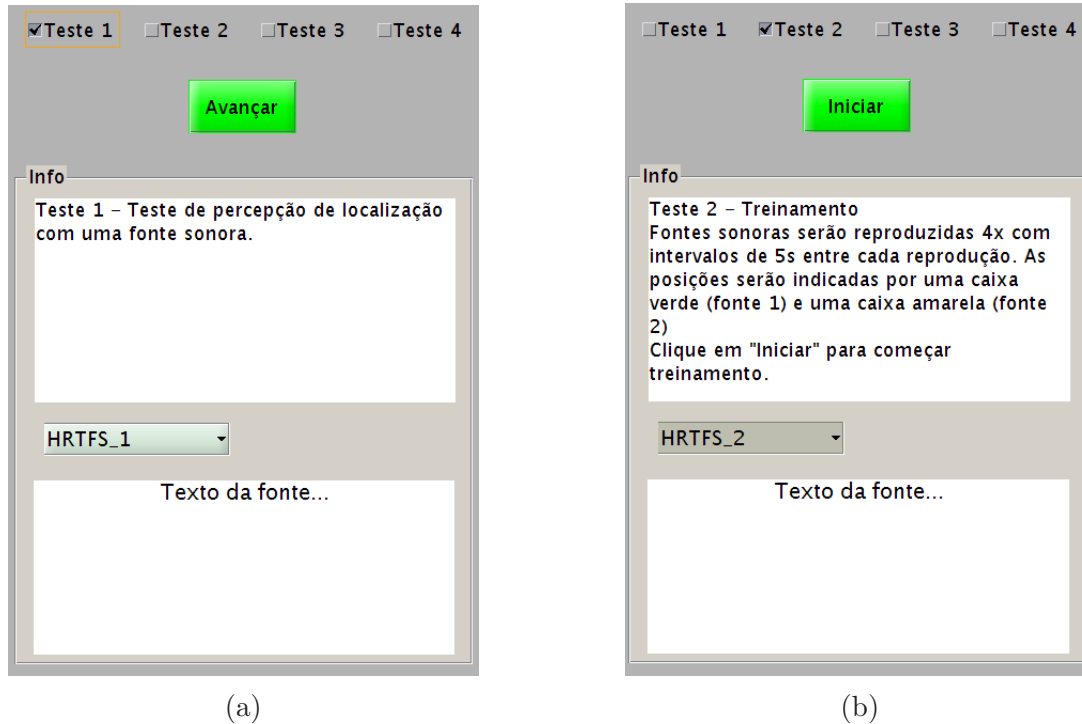 Teste 1 Teste 2 Teste 3 Teste 4
Avançar
Info
Teste 1 – Teste de percepção de localização
com uma fonte sonora.
HRTFS_1
Texto da fonte...
(a)
Teste 1 Teste 2 Teste 3 Teste 4
Iniciar
Info
Teste 2 – Treinamento
Fontes sonoras serão reproduzidas 4x com
intervalos de 5s entre cada reprodução. As
posições serão indicadas por uma caixa
verde (fonte 1) e uma caixa amarela (fonte
2)
Clique em "Iniciar" para começar
treinamento.
HRTFS_2
Texto da fonte...
(b)